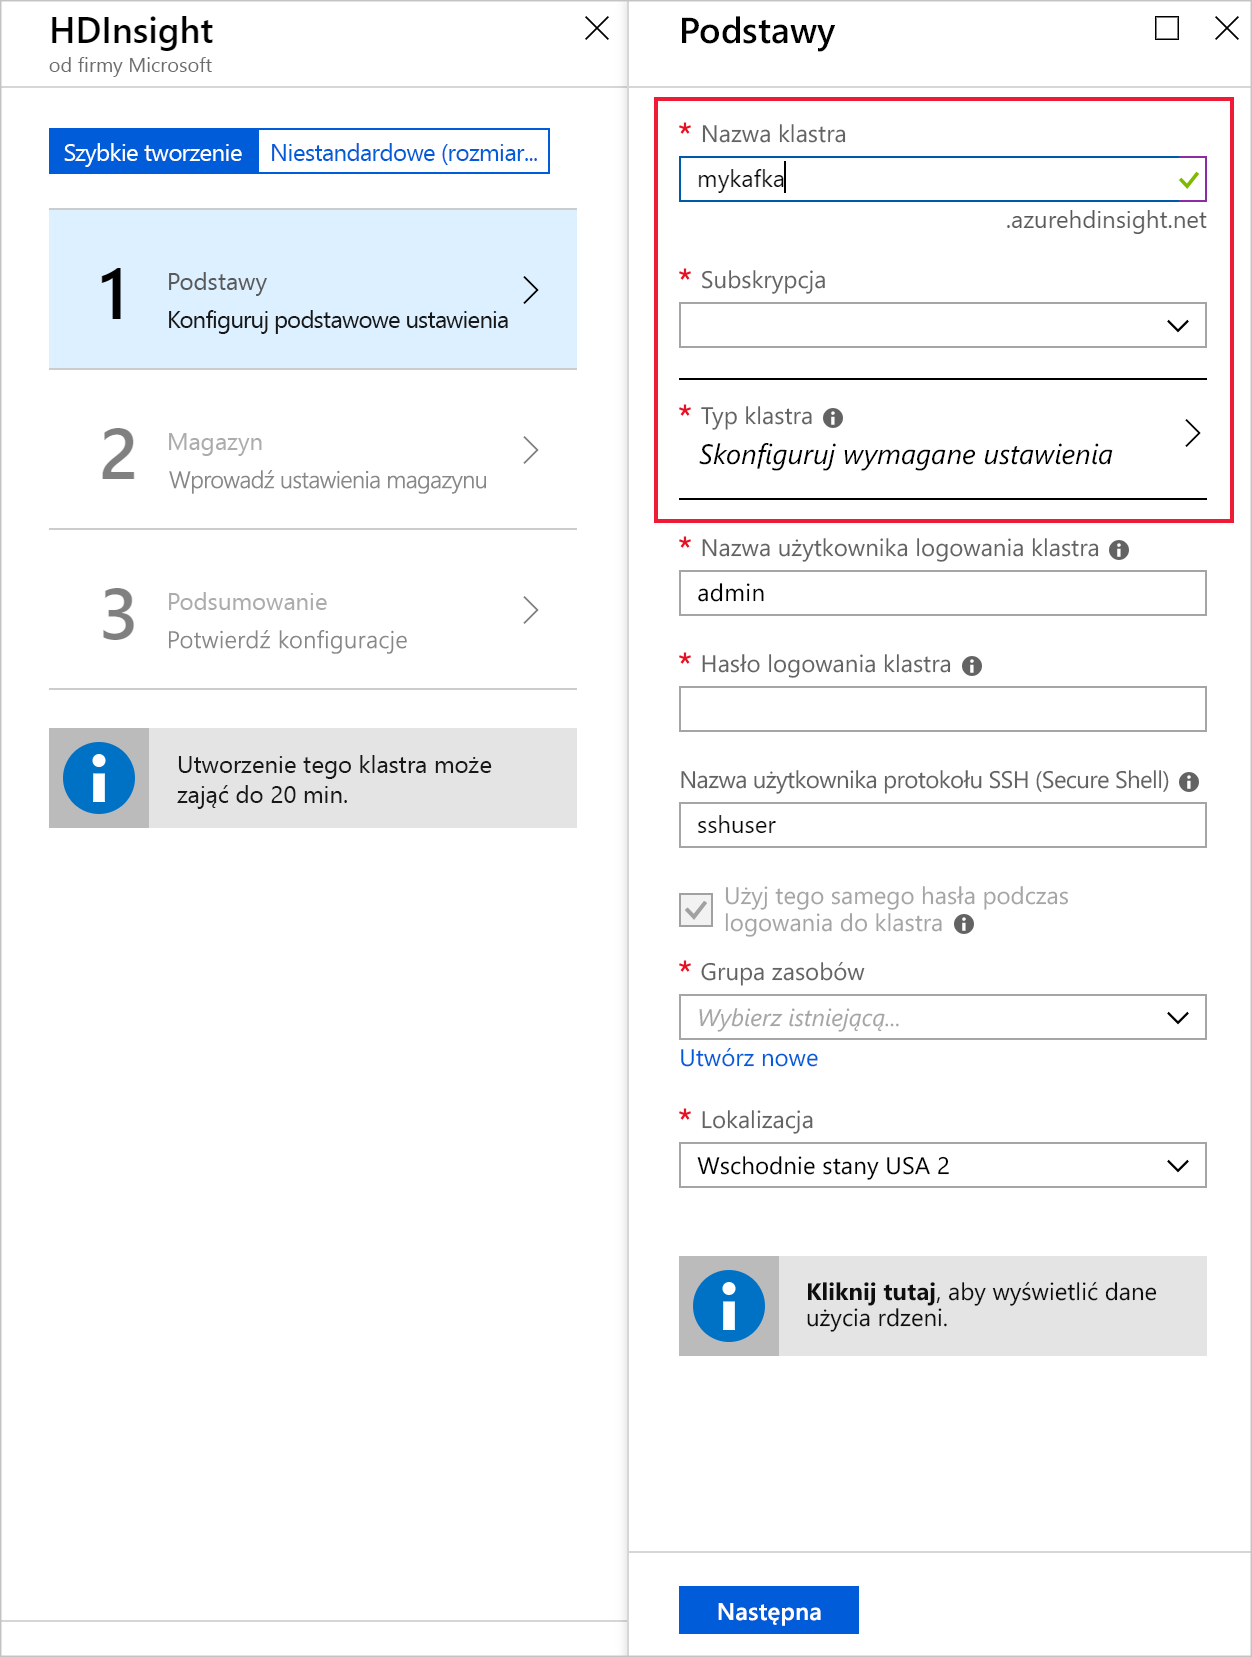 HDInsight
od firmy Microsoft
Szybkie tworzenie
Niestandardowe (rozmiar...
1
Podstawy
Konfiguruj podstawowe ustawienia
2
Magazyn
Wprowadź ustawienia magazynu
3
Podsumowanie
Potwierdź konfiguracje
Utworzenie tego klastra może
zająć do 20 min.
Podstawy
* Nazwa klastra
mykafka
.azurehdinsight.net
* Subskrypcja
* Typ klastra
Skonfiguruj wymagane ustawienia
* Nazwa użytkownika logowania klastra
admin
* Hasło logowania klastra
Nazwa użytkownika protokołu SSH (Secure Shell)
sshuser
Użyj tego samego hasła podczas
logowania do klastra
* Grupa zasobów
Wybierz istniejącą...
Utwórz nowe
* Lokalizacja
Wschodnie stany USA 2
Kliknij tutaj, aby wyświetlić dane
użycia rdzeni.
Następna